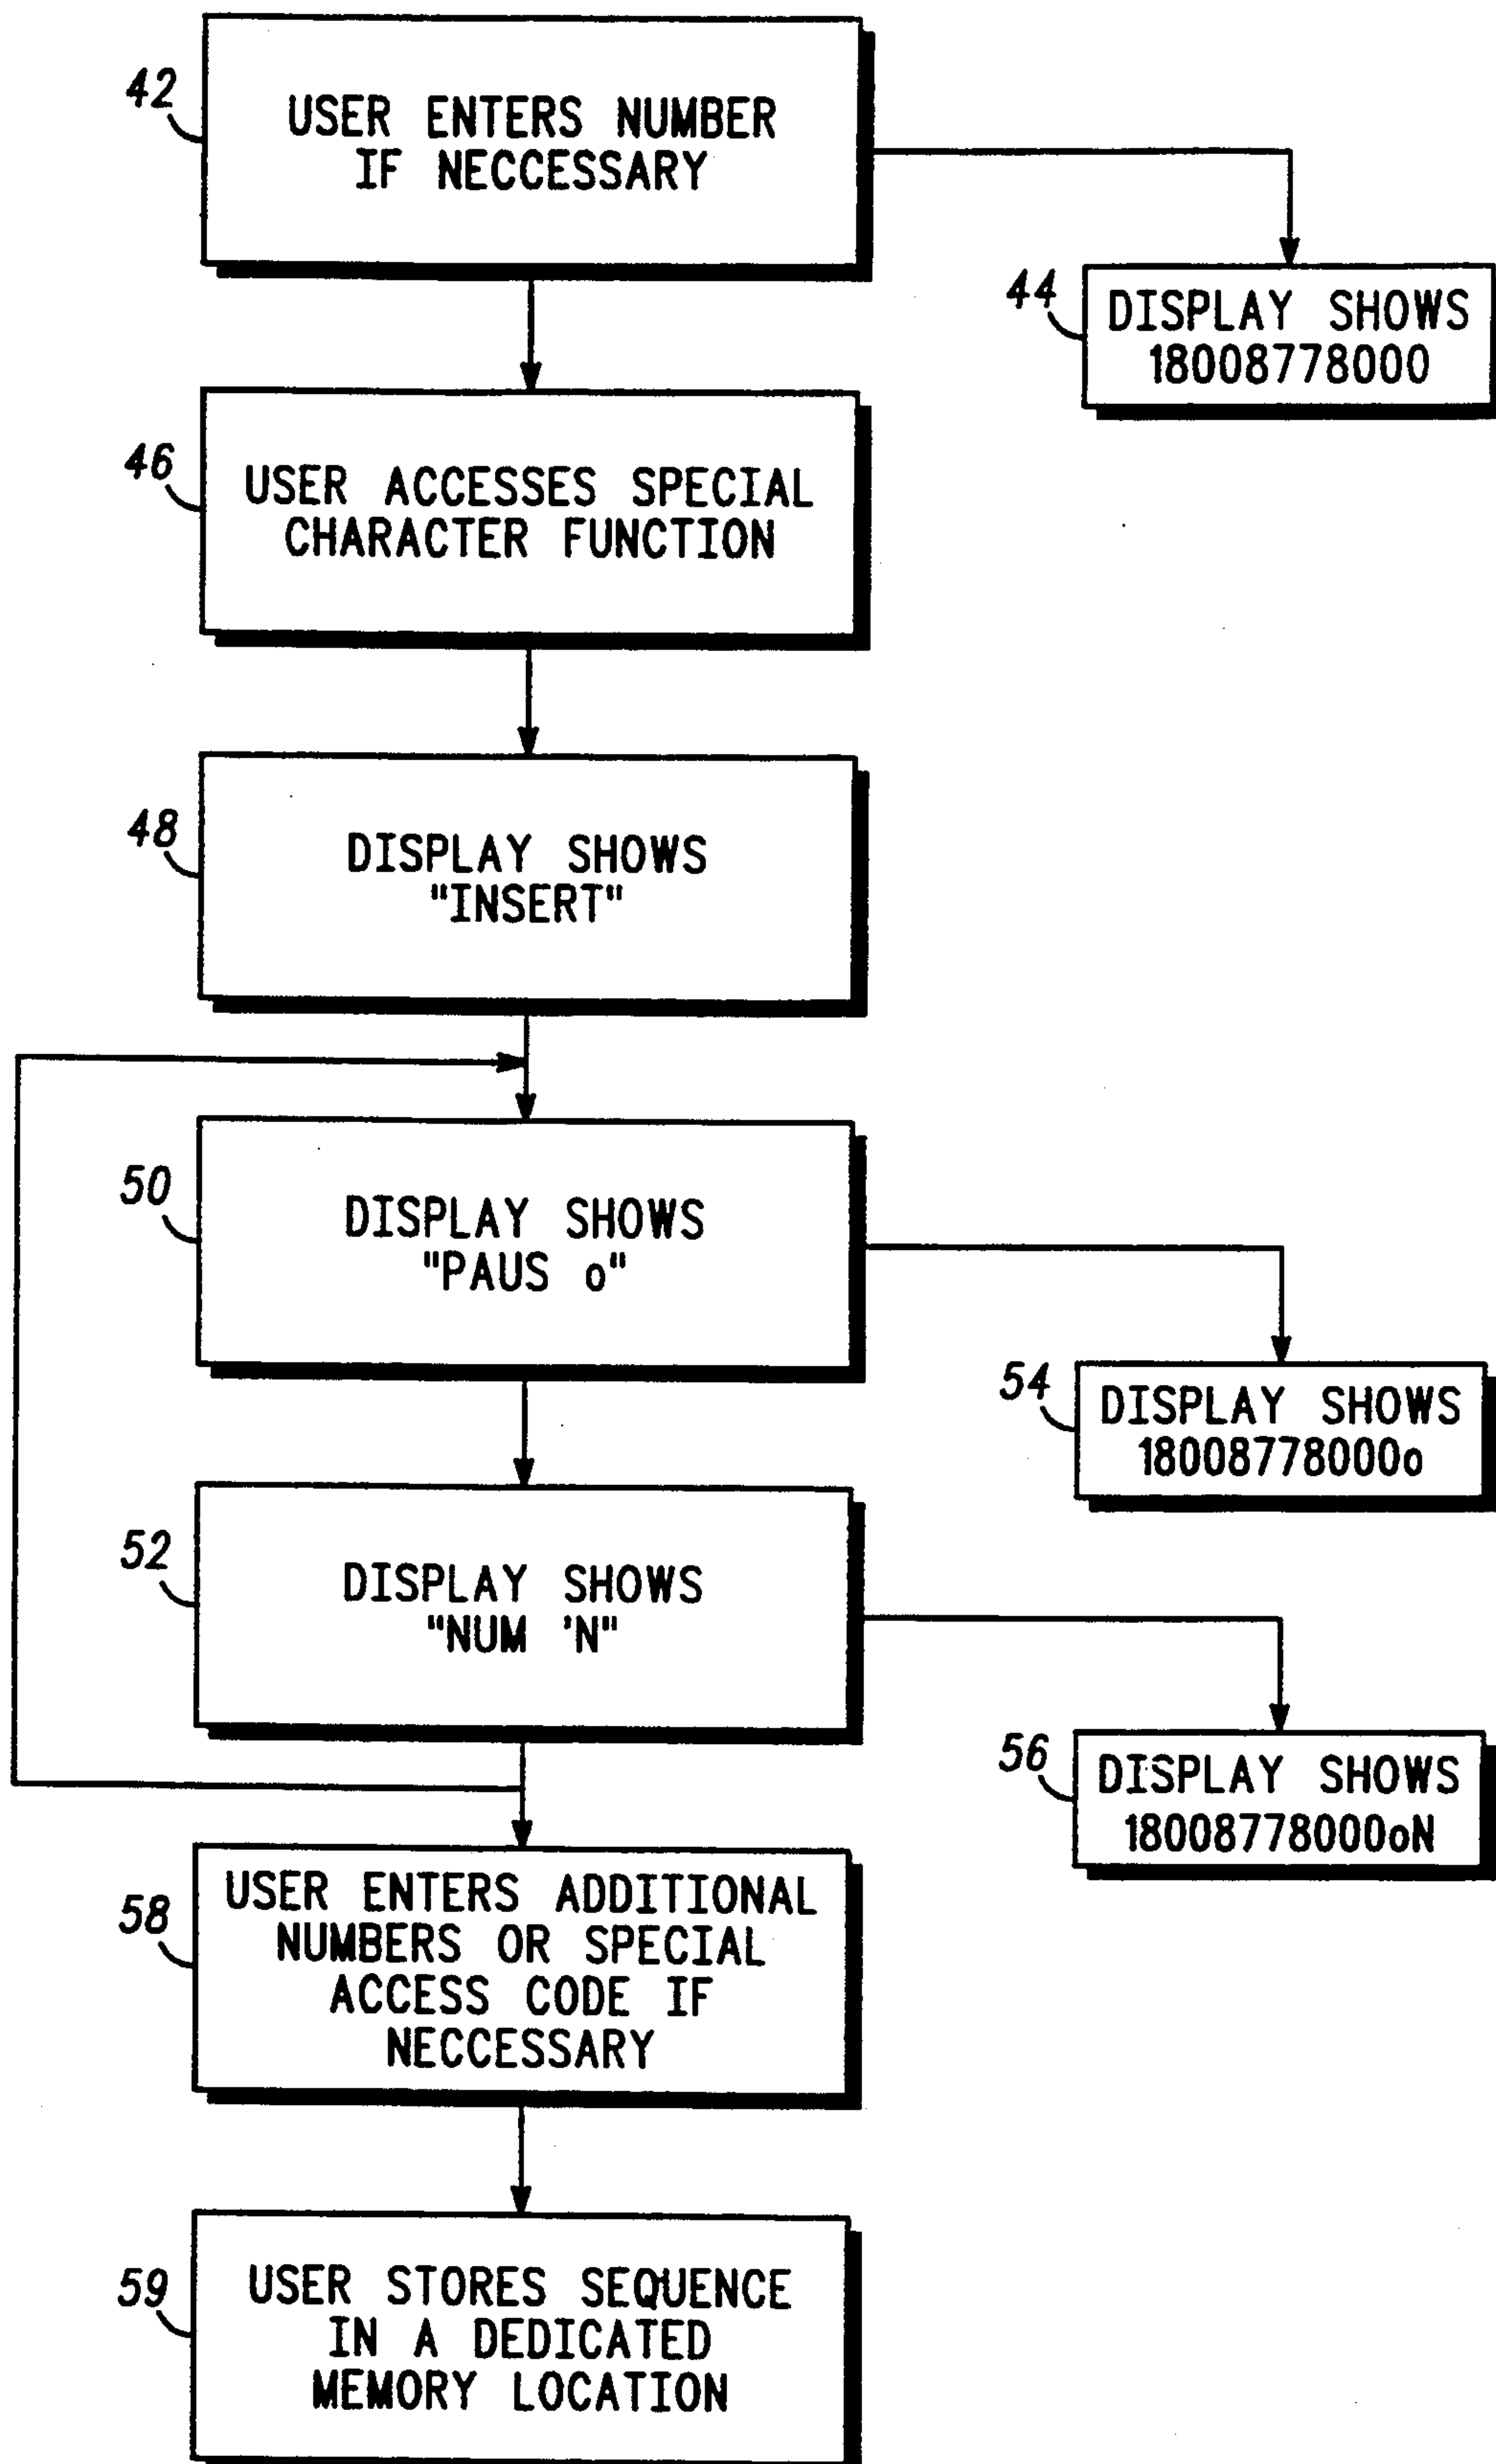 42
USER ENTERS NUMBER
IF NECCESSARY
44
DISPLAY SHOWS
18008778000
46
USER ACCESSES SPECIAL
CHARACTER FUNCTION
48
DISPLAY SHOWS
"INSERT"
50
DISPLAY SHOWS
"PAUS o"
54
DISPLAY SHOWS
18008778000o
52
DISPLAY SHOWS
"NUM 'N"
56
DISPLAY SHOWS
18008778000oN
58
USER ENTERS ADDITIONAL
NUMBERS OR SPECIAL
ACCESS CODE IF
NECCESSARY
59
USER STORES SEQUENCE
IN A DEDICATED
MEMORY LOCATION